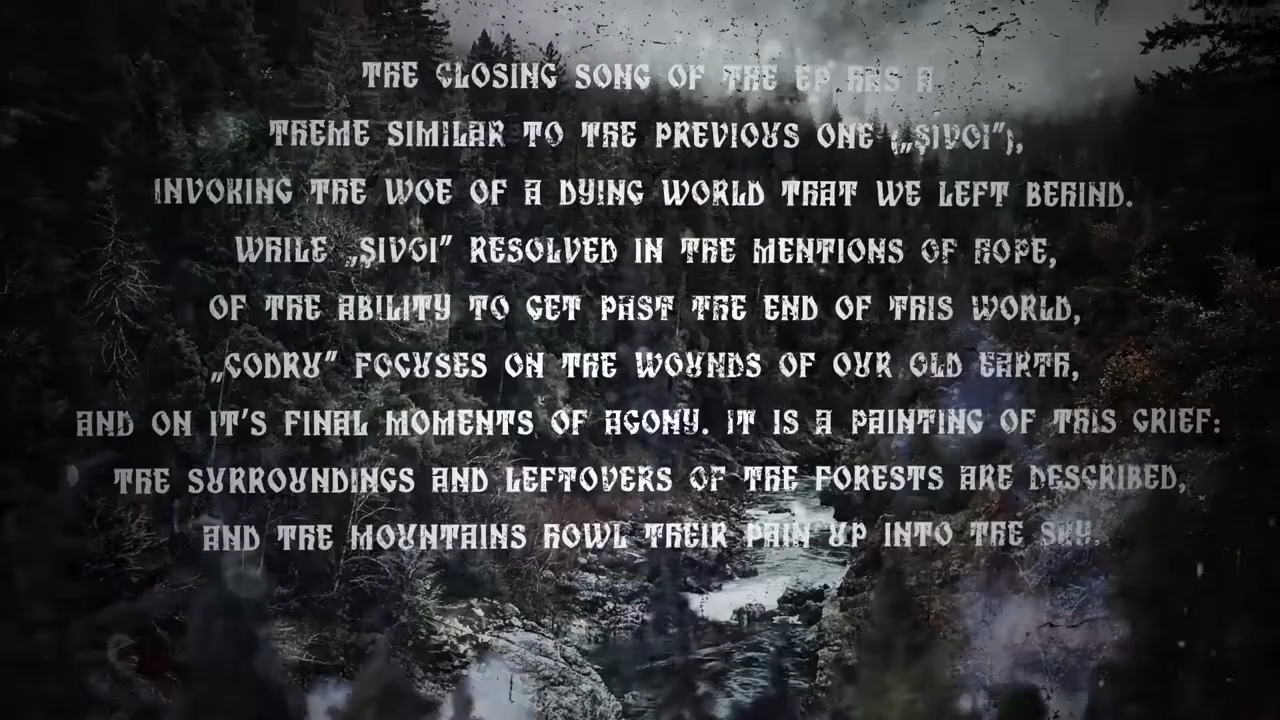 THE CLOSING SONG OF THE EP HAS A
THEME SIMILAR TO THE PREVIOUS ONE („ȘIVOI”),
INVOKING THE WOE OF A DYING WORLD THAT WE LEFT BEHIND.
WHILE „ȘIVOI” RESOLVED IN THE MENTIONS OF HOPE,
OF THE ABILITY TO GET PAST THE END OF THIS WORLD,
„CODRU” FOCUSES ON THE WOUNDS OF OUR OLD EARTH,
AND ON IT'S FINAL MOMENTS OF AGONY. IT IS A PAINTING OF THIS GRIEF:
THE SURROUNDINGS AND LEFTOVERS OF THE FORESTS ARE DESCRIBED,
AND THE MOUNTAINS HOWL THEIR PAIN UP INTO THE SKY.